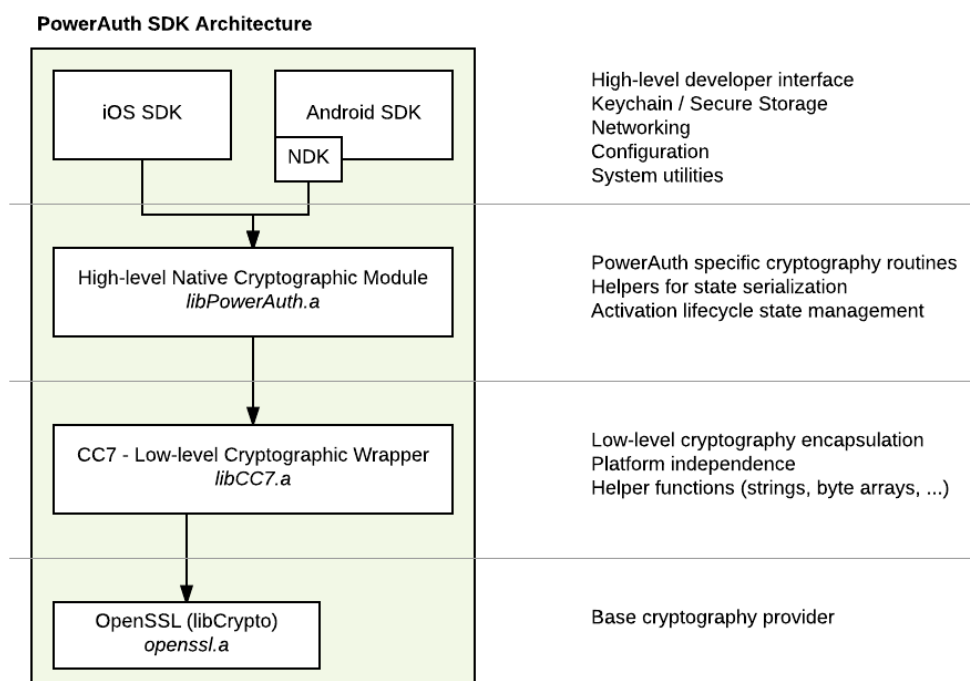 PowerAuth SDK Architecture
iOS SDK
Android SDK
NDK
High-level developer interface
Keychain / Secure Storage
Networking
Configuration
System utilities
High-level Native Cryptographic Module
libPowerAuth.a
PowerAuth specific cryptography routines
Helpers for state serialization
Activation lifecycle state management
CC7 - Low-level Cryptographic Wrapper
libCC7.a
Low-level cryptography encapsulation
Platform independence
Helper functions (strings, byte arrays, ...)
OpenSSL (libCrypto)
openssl.a
Base cryptography provider